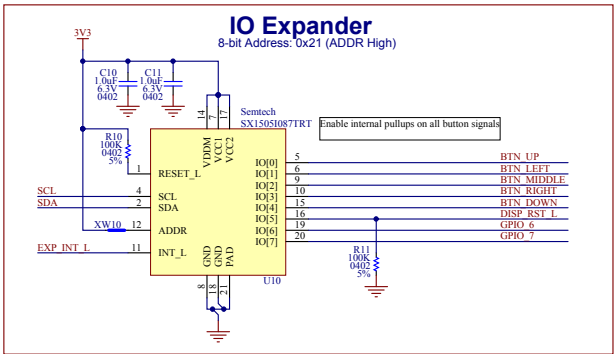 IO Expander
8-bit Address: 0x21 (ADDR High)
3V3
C10
1.0uF
6.3V
0402
C11
1.0uF
6.3V
0402
14
7
17
Semtech
SX1505I087TRT
Enable internal pullups on all button signals
VDDM
VCC1
VCC2
R10
100K
0402
5%
1 RESET_L
SCL 4 SCL
SDA 2 SDA
XW10 12 ADDR
EXP_INT_L 11 INT_L
IO[0] 5 BTN_UP
IO[1] 6 BTN_LEFT
IO[2] 9 BTN_MIDDLE
IO[3] 10 BTN_RIGHT
IO[4] 15 BTN_DOWN
IO[5] 16 DISP_RST_L
IO[6] 19 GPIO_6
IO[7] 20 GPIO_7
GND
GND
PAD
U10
8
18
21
R11
100K
0402
5%